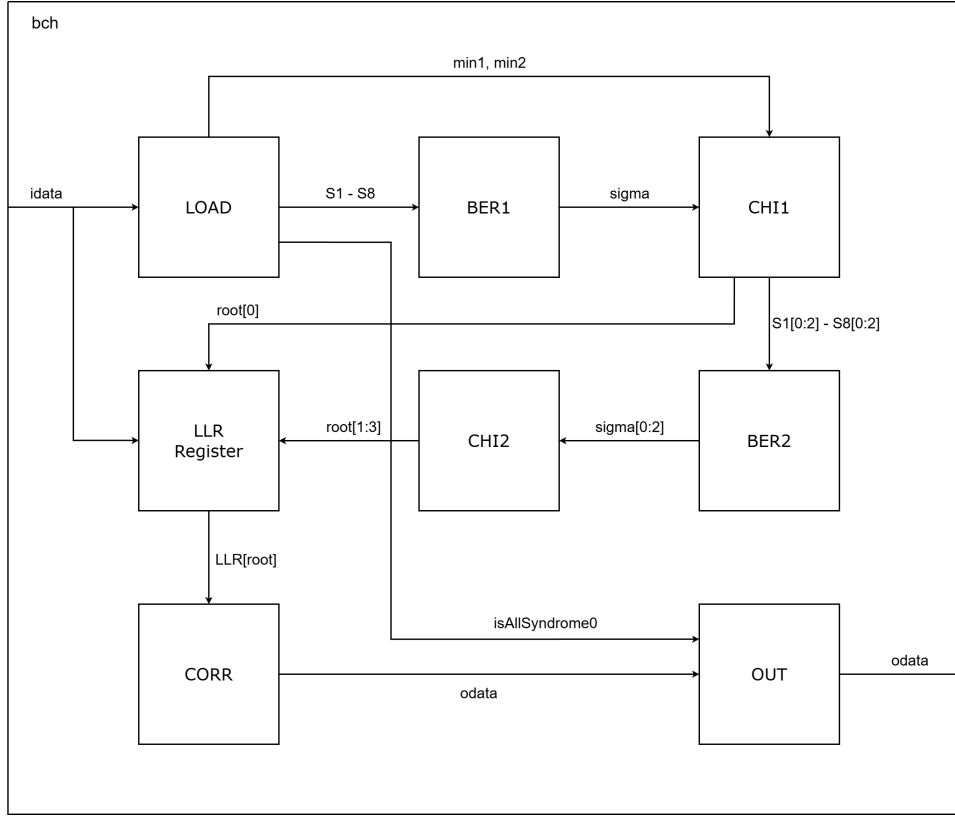 bch
min1, min2
idata
LOAD
S1 - S8
BER1
sigma
CHI1
root[0]
S1[0:2] - S8[0:2]
LLR
Register
root[1:3]
CHI2
sigma[0:2]
BER2
LLR[root]
isAllSyndrome0
CORR
odata
OUT
odata